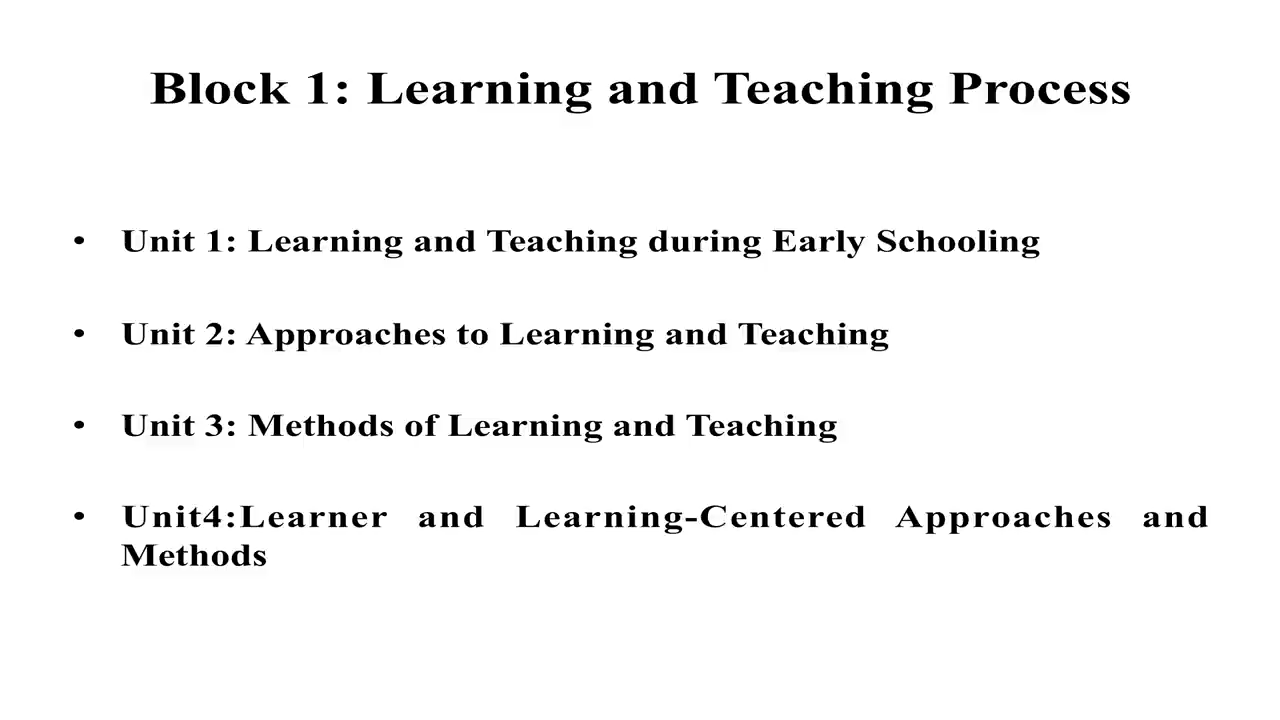 Block 1: Learning and Teaching Process
• Unit 1: Learning and Teaching during Early Schooling
• Unit 2: Approaches to Learning and Teaching
• Unit 3: Methods of Learning and Teaching
• Unit4:Learner and Learning-Centered Approaches and
Methods